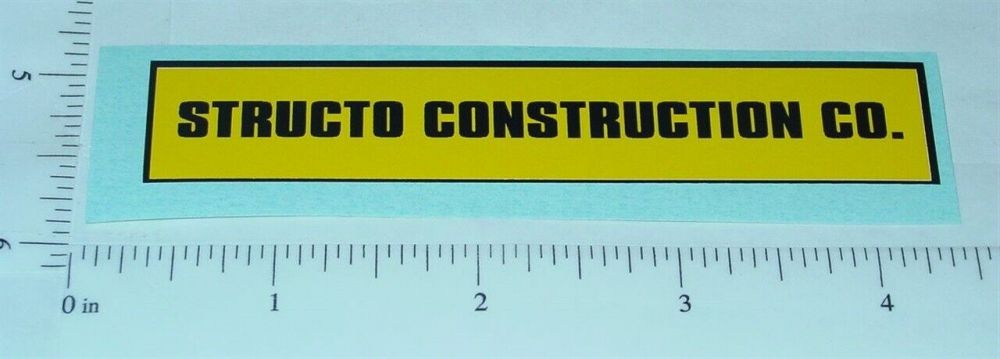 STRUCTO CONSTRUCTION CO.
5
6
0 in 1 2 3 4